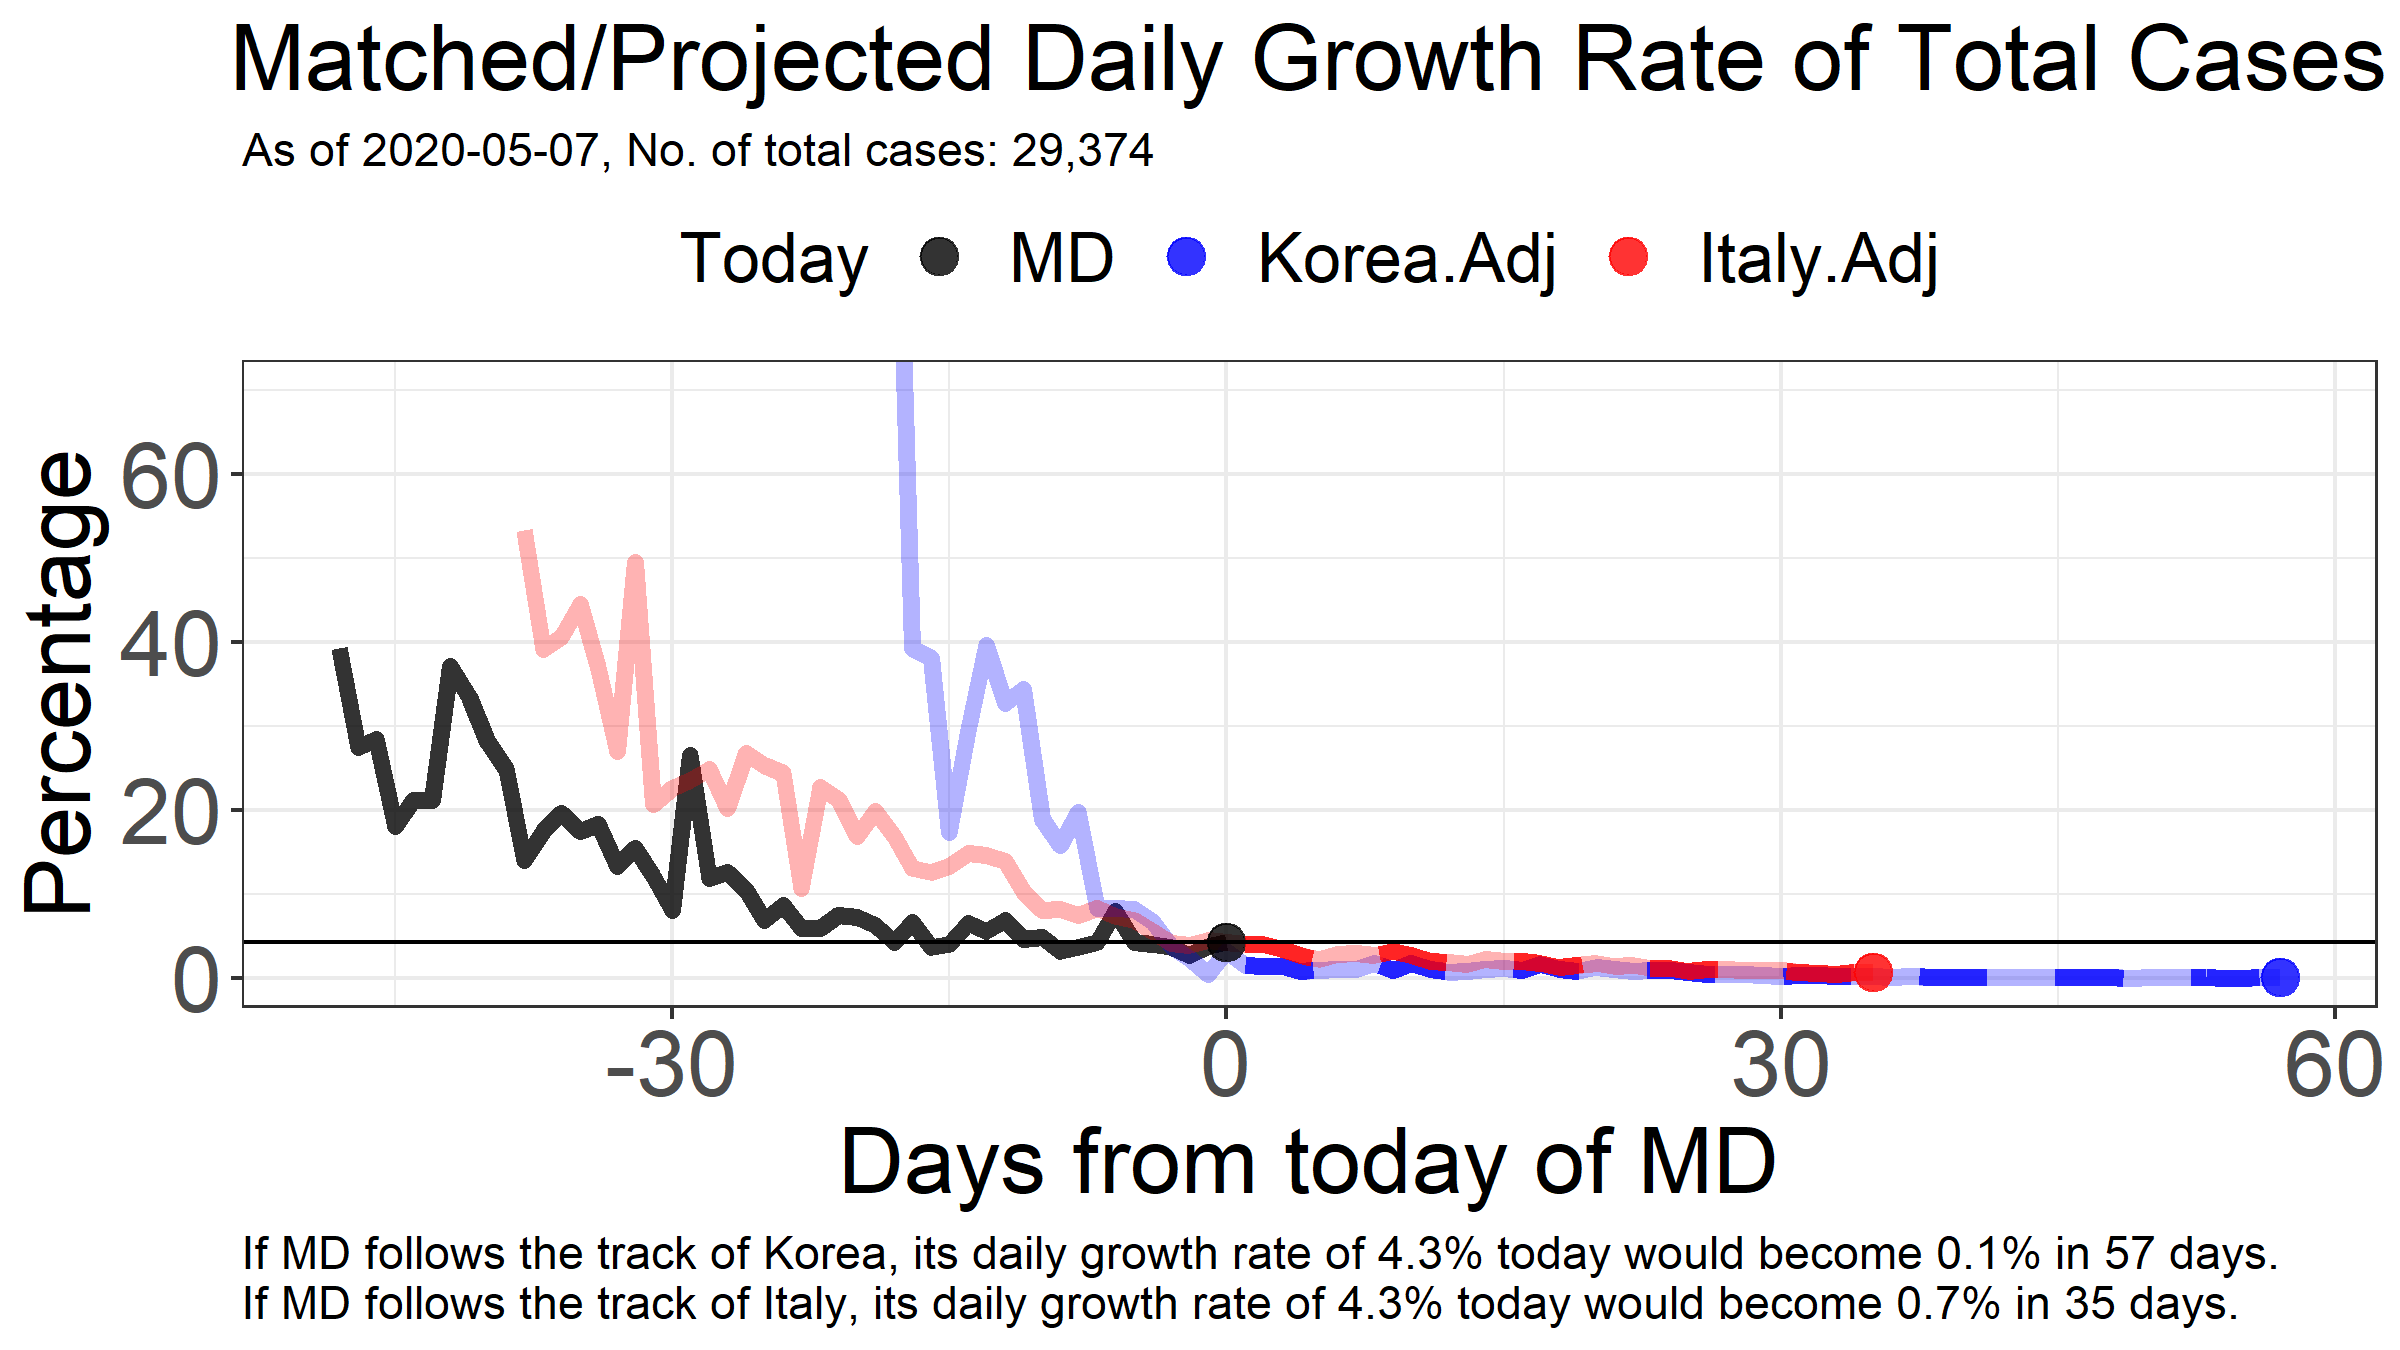 Matched/Projected Daily Growth Rate of Total Cases
As of 2020-05-07, No. of total cases: 29,374
Today MD Korea.Adj Italy.Adj
Percentage
60
40
20
0
-30 0 30 60
Days from today of MD
If MD follows the track of Korea, its daily growth rate of 4.3% today would become 0.1% in 57 days.
If MD follows the track of Italy, its daily growth rate of 4.3% today would become 0.7% in 35 days.